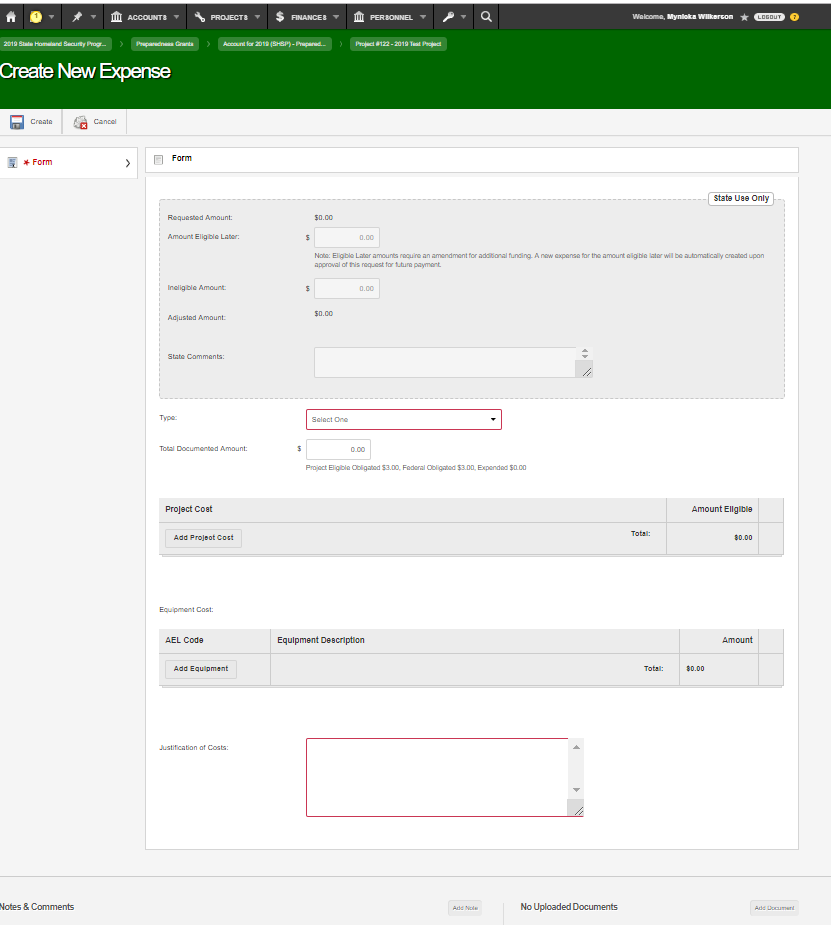 1
ACCOUNTS
PROJECTS
$ FINANCES
PERSONNEL
Welcome, Mynioka Wilkerson
LOGOUT
?
2019 State Homeland Security Progr...
Preparedness Grants
Account for 2019 (SHSP) - Prepared...
Project #122 - 2019 Test Project
Create New Expense
Create
Cancel
* Form
Form
State Use Only
Requested Amount: $0.00
Amount Eligible Later: $ 0.00
Note: Eligible Later amounts require an amendment for additional funding. A new expense for the amount eligible later will be automatically created upon
approval of this request for future payment.
Ineligible Amount: $ 0.00
Adjusted Amount: $0.00
State Comments:
Type: Select One
Total Documented Amount: $ 0.00
Project Eligible Obligated $3.00, Federal Obligated $3.00, Expended $0.00
Project Cost Amount Eligible
Add Project Cost Total: $0.00
Equipment Cost:
AEL Code Equipment Description Amount
Add Equipment Total: $0.00
Justification of Costs:
Notes & Comments
Add Note
No Uploaded Documents
Add Document